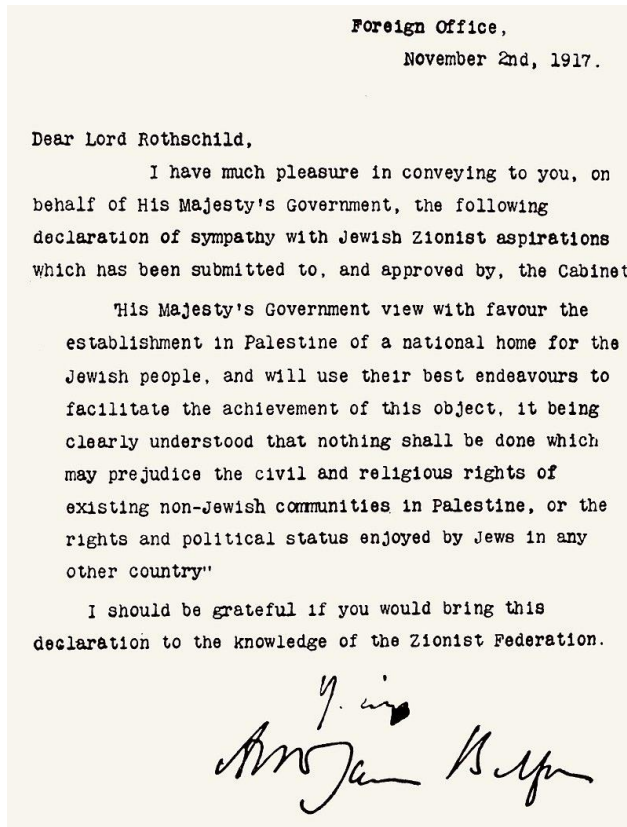 Foreign Office,
November 2nd, 1917.
Dear Lord Rothschild,
I have much pleasure in conveying to you, on
behalf of His Majesty's Government, the following
declaration of sympathy with Jewish Zionist aspirations
which has been submitted to, and approved by, the Cabinet
"His Majesty's Government view with favour the
establishment in Palestine of a national home for the
Jewish people, and will use their best endeavours to
facilitate the achievement of this object, it being
clearly understood that nothing shall be done which
may prejudice the civil and religious rights of
existing non-Jewish communities in Palestine, or the
rights and political status enjoyed by Jews in any
other country"
I should be grateful if you would bring this
declaration to the knowledge of the Zionist Federation.